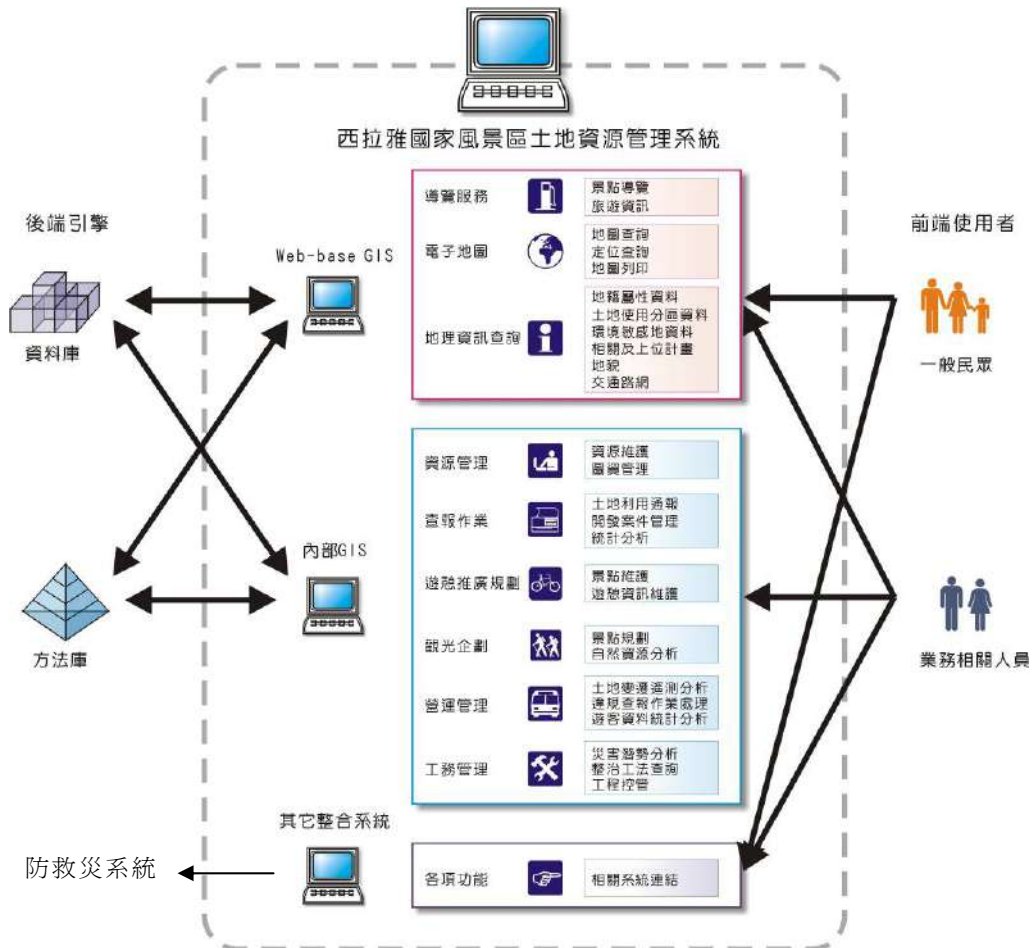 西拉雅國家風景區土地資源管理系統
後端引擎
資料庫
方法庫
Web-base GIS
導覽服務
景點導覽
旅遊資訊
電子地圖
地圖查詢
定位查詢
地圖列印
地理資訊查詢
地籍屬性資料
土地使用分區資料
環境敏感地資料
相關及上位計畫
地貌
交通路網
內部GIS
資源管理
資源維護
圖資管理
查報作業
土地利用通報
開發案件管理
統計分析
遊憩推廣規劃
景點維護
遊憩資訊維護
觀光企劃
景點規劃
自然資源分析
營運管理
土地變遷遙測分析
違規查報作業處理
遊客資料統計分析
工務管理
災害潛勢分析
整治工法查詢
工程控管
其它整合系統
各項功能
相關系統連結
防救災系統
前端使用者
一般民眾
業務相關人員